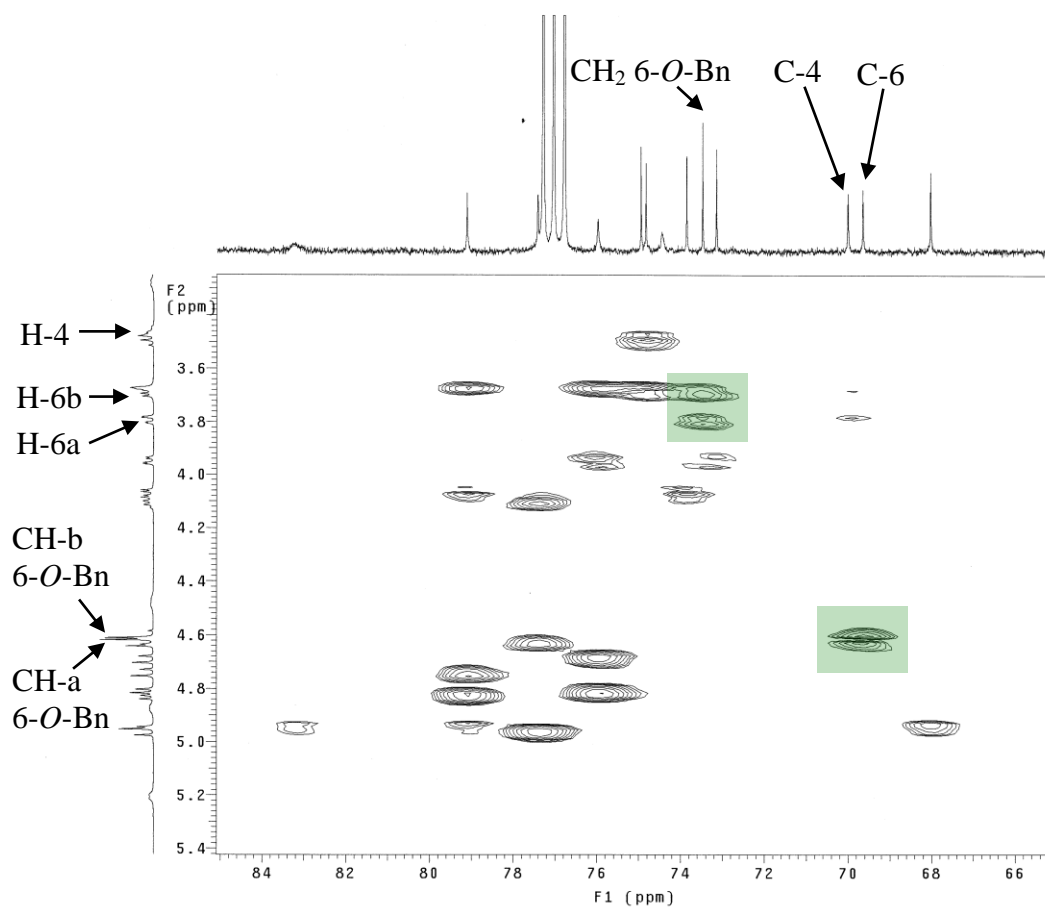 CH2 6-O-Bn
C-4
C-6
F2
(ppm)
H-4
H-6b
H-6a
CH-b
6-O-Bn
CH-a
6-O-Bn
3.6
3.8
4.0
4.2
4.4
4.6
4.8
5.0
5.2
5.4
84
82
80
78
76
74
72
70
68
66
F1 (ppm)